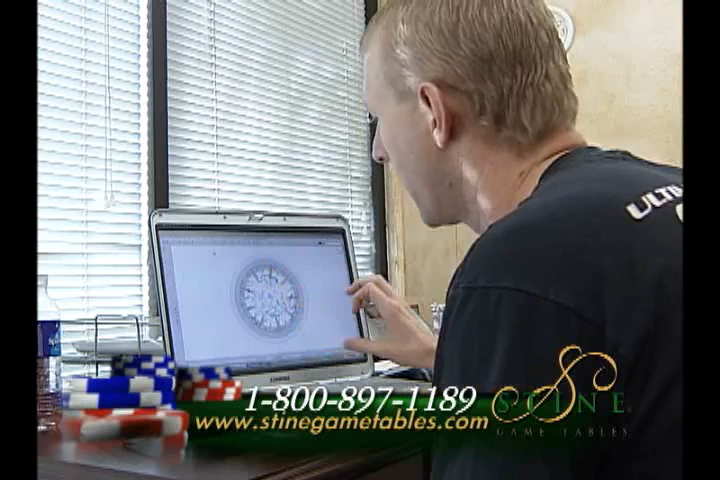 ULTI
1-800-897-1189
www.stinegametables.com
STINE
GAME TABLES